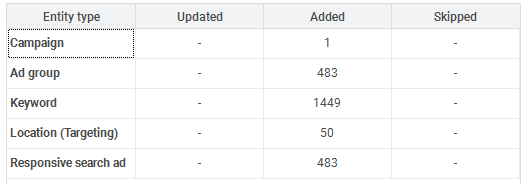 Entity type Updated Added Skipped
Campaign - 1 -
Ad group - 483 -
Keyword - 1449 -
Location (Targeting) - 50 -
Responsive search ad - 483 -